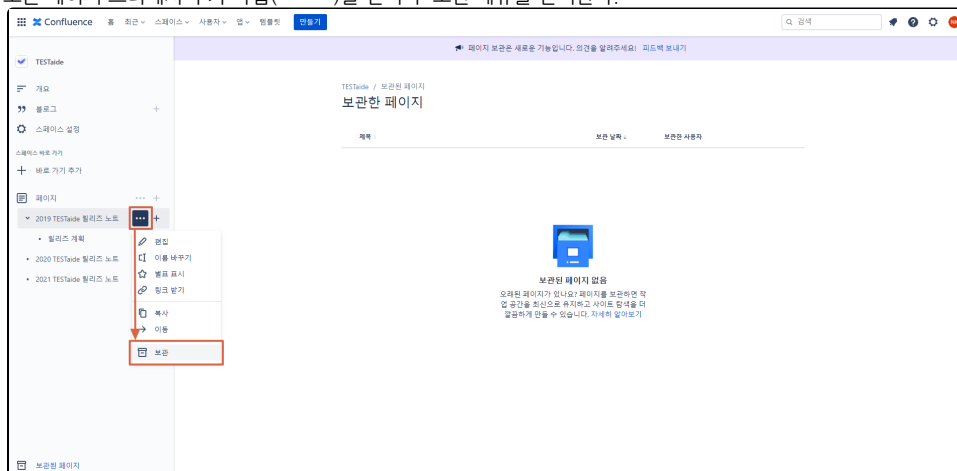 Confluence 홈 최근 스페이스 사용자 앱 템플릿 만들기 검색
페이지 보관은 새로운 기능입니다. 의견을 알려주세요! 피드백 보내기
TESTaide
개요
블로그
스페이스 설정
스페이스 바로 가기
바로 가기 추가
페이지
2019 TESTaide 릴리즈 노트
릴리즈 계획
2020 TESTaide 릴리즈 노트
2021 TESTaide 릴리즈 노트
편집
이름 바꾸기
별표 표시
링크 받기
복사
이동
보관
보관된 페이지
TESTaide / 보관된 페이지
보관한 페이지
제목 보관 날짜 보관한 사용자
보관된 페이지 없음
오래된 페이지가 있나요? 페이지를 보관하면 작
업 공간을 최신으로 유지하고 사이트 탐색을 더
깔끔하게 만들 수 있습니다. 자세히 알아보기